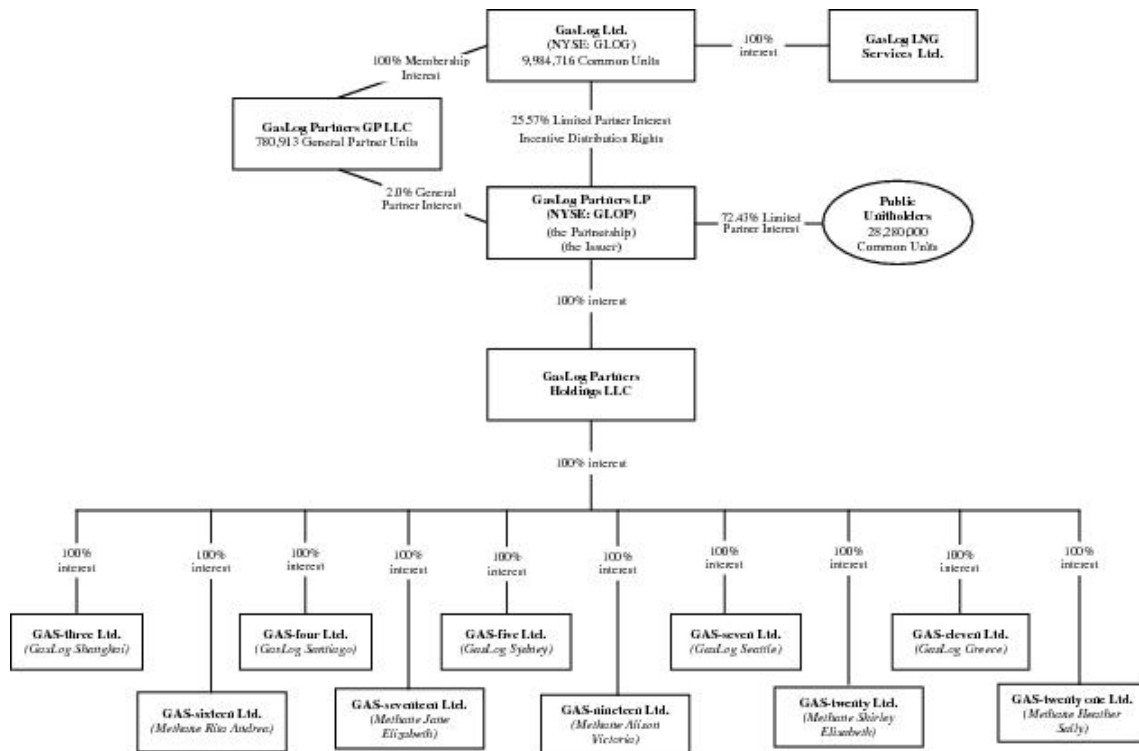 GasLog Ltd.
(NYSE: GLOG)
9,984,716 Common Units
100%
interest
GasLog LNG
Services Ltd.
100% Membership
Interest
GasLog Partners GP LLC
780,913 General Partner Units
25.57% Limited Partner Interest
Incentive Distribution Rights
2.0% General
Partner Interest
GasLog Partners LP
(NYSE: GLOP)
(the Partnership)
(the Issuer)
72.43% Limited
Partner Interest
Public
Unitholders
28,280,000
Common Units
100% interest
GasLog Partners
Holdings LLC
100% interest
100%
interest
100%
interest
100%
interest
100%
interest
100%
interest
100%
interest
100%
interest
100%
interest
100%
interest
100%
interest
GAS-three Ltd.
(GasLog Shanghai)
GAS-four Ltd.
(GasLog Santiago)
GAS-five Ltd.
(GasLog Sydney)
GAS-seven Ltd.
(GasLog Seattle)
GAS-eleven Ltd.
(GasLog Greece)
GAS-sixteen Ltd.
(Methane Rita Andrea)
GAS-seventeen Ltd.
(Methane Jane
Elizabeth)
GAS-nineteen Ltd.
(Methane Alison
Victoria)
GAS-twenty Ltd.
(Methane Shirley
Elisabeth)
GAS-twenty one Ltd.
(Methane Heather
Sally)